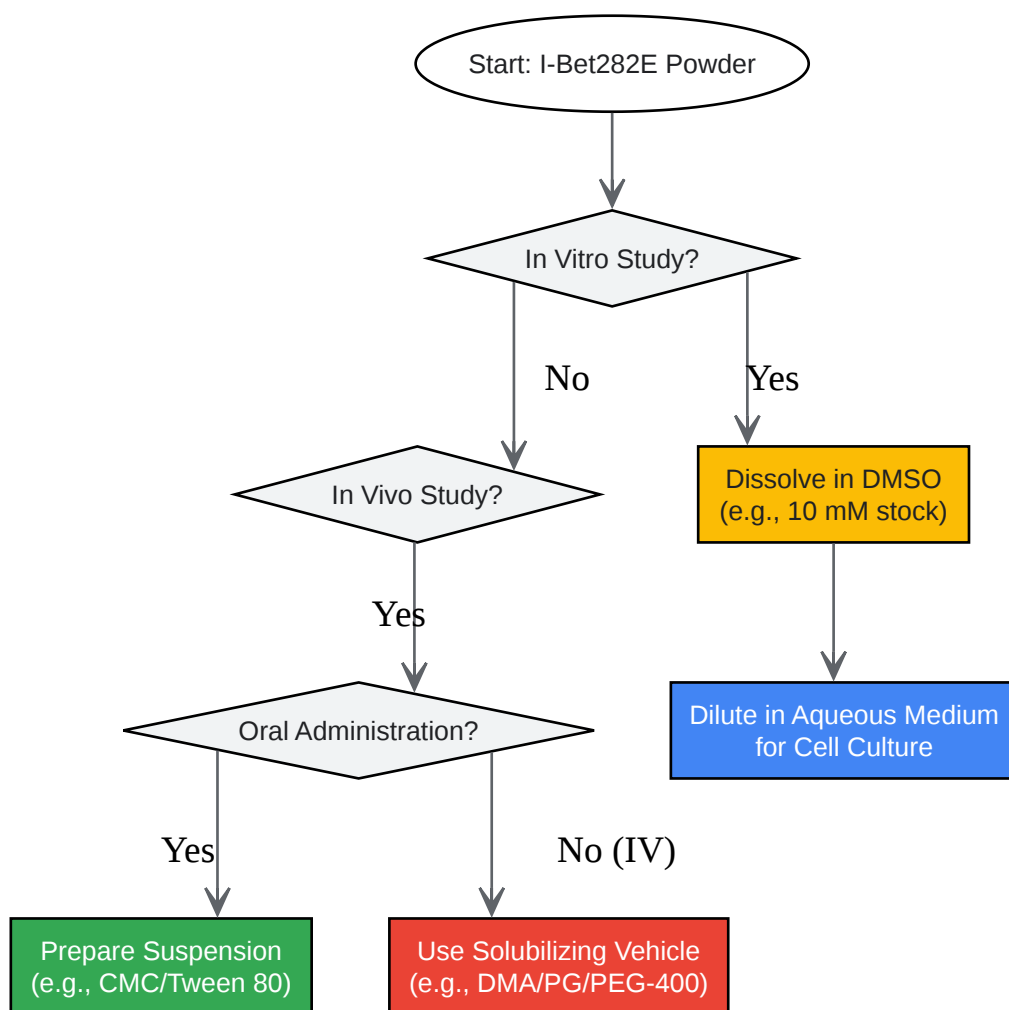 Start: I-Bet282E Powder
In Vitro Study?
No
Yes
In Vivo Study?
Dissolve in DMSO
(e.g., 10 mM stock)
Yes
Oral Administration?
Dilute in Aqueous Medium
for Cell Culture
Yes
No (IV)
Prepare Suspension
(e.g., CMC/Tween 80)
Use Solubilizing Vehicle
(e.g., DMA/PG/PEG-400)